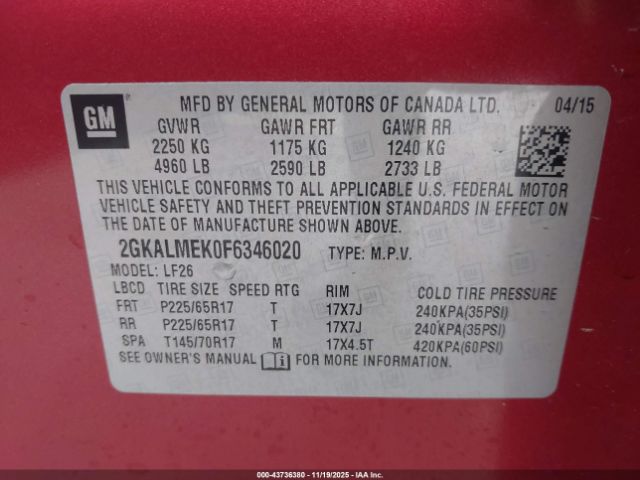 GM
MFD BY GENERAL MOTORS OF CANADA LTD. 04/15
GVWR GAWR FRT GAWR RR
2250 KG 1175 KG 1240 KG
4960 LB 2590 LB 2733 LB
THIS VEHICLE CONFORMS TO ALL APPLICABLE U.S. FEDERAL MOTOR
VEHICLE SAFETY AND THEFT PREVENTION STANDARDS IN EFFECT ON
THE DATE OF MANUFACTURE SHOWN ABOVE.
2GKALMEK0F6346020 TYPE: M.P.V.
MODEL: LF26
LBCD TIRE SIZE SPEED RTG RIM COLD TIRE PRESSURE
FRT P225/65R17 T 17X7J 240KPA(35PSI)
RR P225/65R17 T 17X7J 240KPA(35PSI)
SPA T145/70R17 M 17X4.5T 420KPA(60PSI)
SEE OWNER'S MANUAL FOR MORE INFORMATION.
000-43736380 - 11/19/2025 - IAAI.com